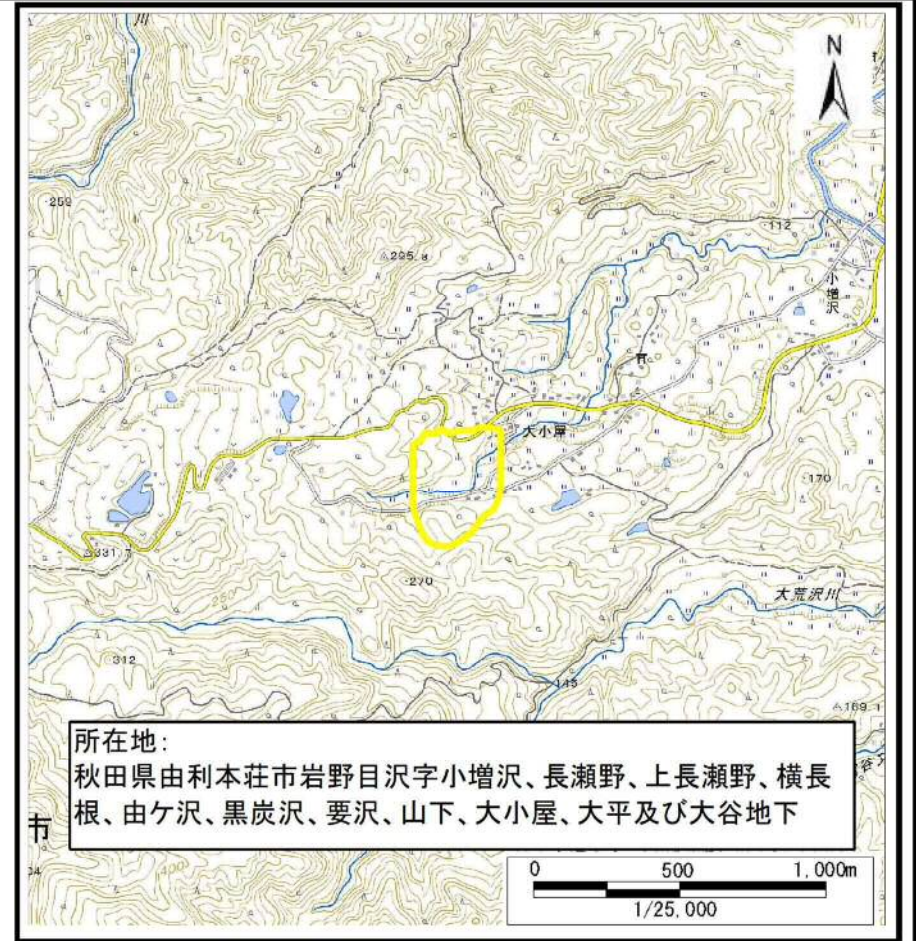 川
N
250
259
112
295.8
小増沢
大小屋
170
331.7
270
250
大荒沢川
312
145
169.1
所在地:
秋田県由利本荘市岩野目沢字小増沢、長瀬野、上長瀬野、横長
根、由ケ沢、黒炭沢、要沢、山下、大小屋、大平及び大谷地下
市
400
0 500 1,000m
1/25,000